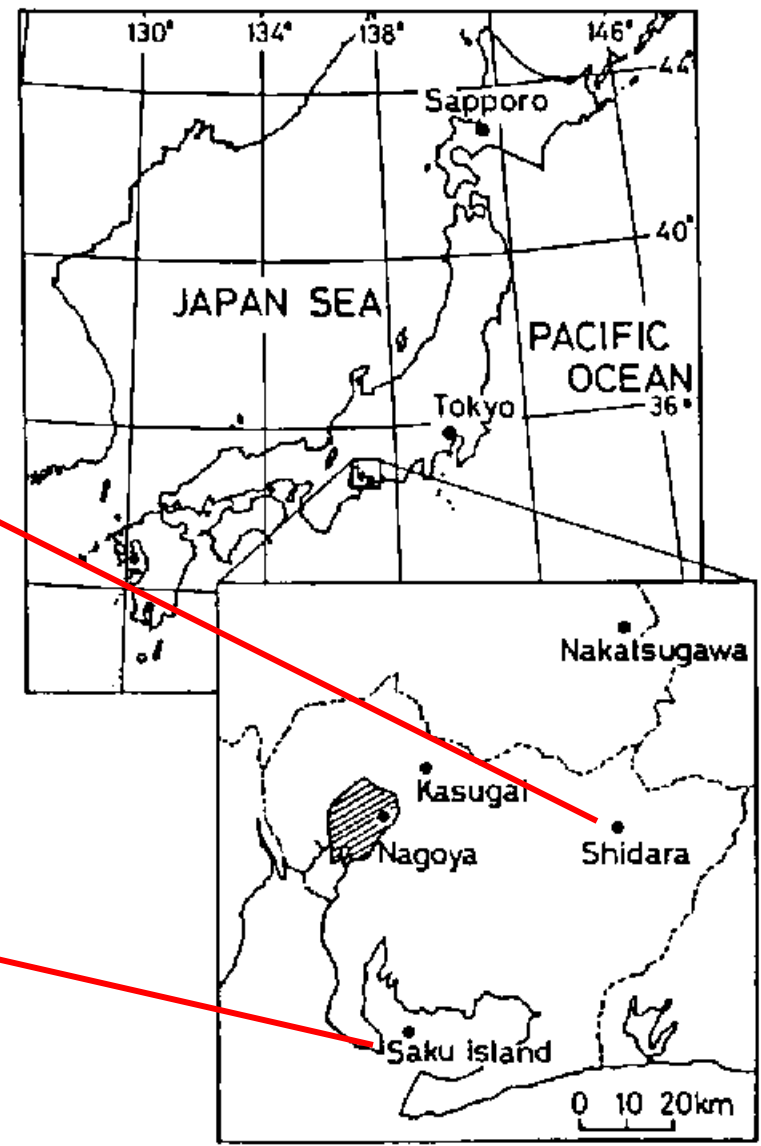 130° 134° 138° 146°
44°
Sapporo
40°
JAPAN SEA
PACIFIC
OCEAN
Tokyo
36°
Nakatsugawa
Kasugai
Nagoya
Shidara
Saku island
0 10 20km